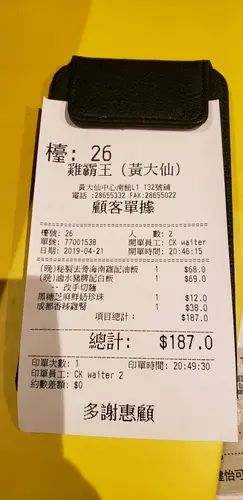 檯: 26
雞霸王 (黃大仙)
黃大仙中心南館L1 132號舖
電話 :28655332 FAX:28655022
顧客單據
檯號: 26 人 數: 2
單號: 77001538 開單員工: CK waiter
日期: 2019-04-21 開單時間: 20:46:15
(晚)秘製去骨海南雞記油飯 1 $68.0
(晚)滷水豬脾記白飯 1 $69.0
- 改手切麵
黑糖芝麻鮮奶珍珠 1 $12.0
成都香辣雞腎 1 $38.0
項目總計: $187.0
總計: $187.0
印單次數: 1 印單時間: 20:49:30
印單員工: CK waiter 2
約數差額: $0
多謝惠顧